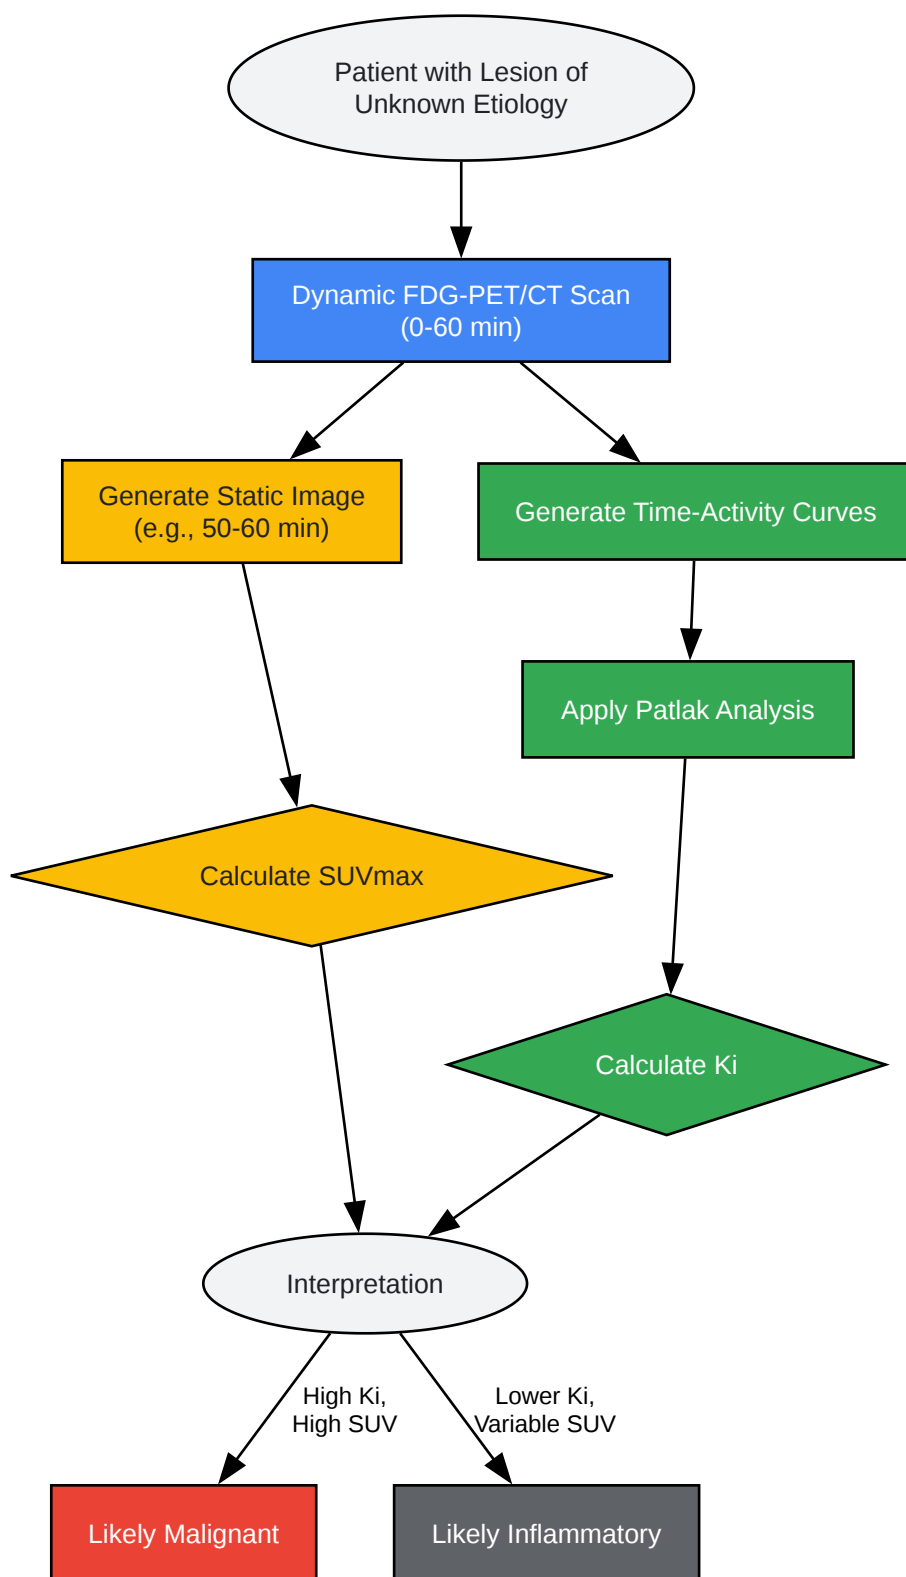 Patient with Lesion of
Unknown Etiology
Dynamic FDG-PET/CT Scan
(0-60 min)
Generate Static Image
(e.g., 50-60 min)
Generate Time-Activity Curves
Apply Patlak Analysis
Calculate SUVmax
Calculate Ki
Interpretation
High Ki,
High SUV
Lower Ki,
Variable SUV
Likely Malignant
Likely Inflammatory